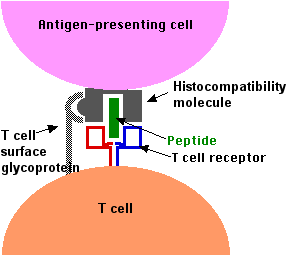 Antigen-presenting cell
Histocompatibility
molecule
T cell
surface
glycoprotein
Peptide
T cell receptor
T cell